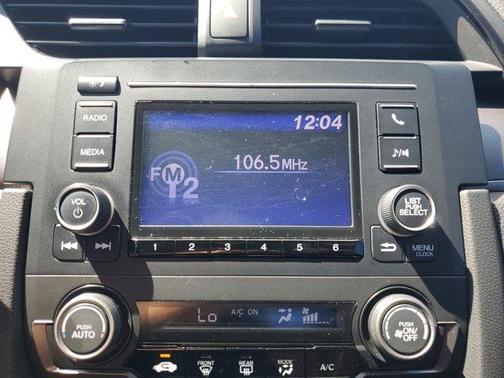 12:04
RADIO
MEDIA
106.5MHz
FM2
VOL
LIST
PUSH
SELECT
1 2 3 4 5 6
MENU
CLOCK
Lo
A/C ON
PUSH
AUTO
PUSH
ON/
OFF
FRONT
REAR
MODE
A/C